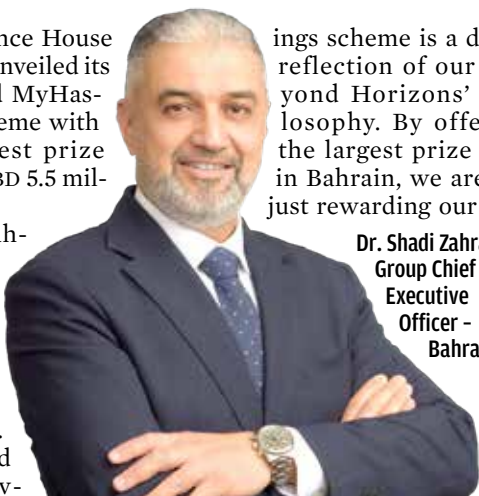 nce House
nveiled its
MyHas-
eme with
est prize
BD 5.5 mil-
h-
d
v-
ings scheme is a d
reflection of our
yond Horizons'
losophy. By offe
the largest prize
in Bahrain, we are
just rewarding our
Dr. Shadi Zahr
Group Chief
Executive
Officer –
Bahra